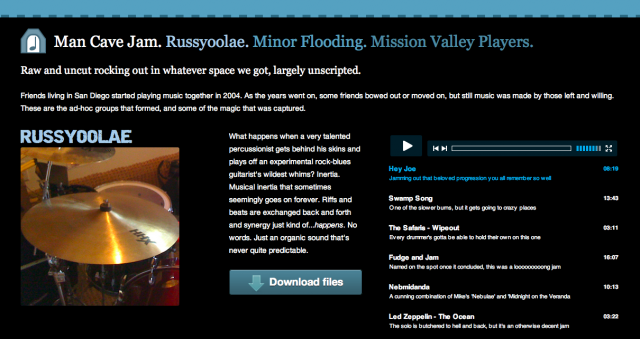 Man Cave Jam. Russyoolae. Minor Flooding. Mission Valley Players.
Raw and uncut rocking out in whatever space we got, largely unscripted.
Friends living in San Diego started playing music together in 2004. As the years went on, some friends bowed out or moved on, but still music was made by those left and willing.
These are the ad-hoc groups that formed, and some of the magic that was captured.
RUSSYOOLAE
HHX
What happens when a very talented
percussionist gets behind his skins and
plays off an experimental rock-blues
guitarist's wildest whims? Inertia.
Musical inertia that sometimes
seemingly goes on forever. Riffs and
beats are exchanged back and forth
and synergy just kind of...happens. No
words. Just an organic sound that's
never quite predictable.
Download files
Hey Joe 06:19
Jamming out that beloved progression you all remember so well
Swamp Song 13:43
One of the slower bums, but it gets going to crazy places
The Safaris - Wipeout 03:11
Every drummer's gotta be able to hold their own on this one
Fudge and Jam 16:07
Named on the spot once it conduded, this was a looooooooong jam
Nebmidanda 10:13
A cunning combination of Mike's 'Nebulae' and 'Midnight on the Veranda
Led Zeppelin - The Ocean 03:22
The solo is butchered to hell and back, but it's an otherwise decent jam